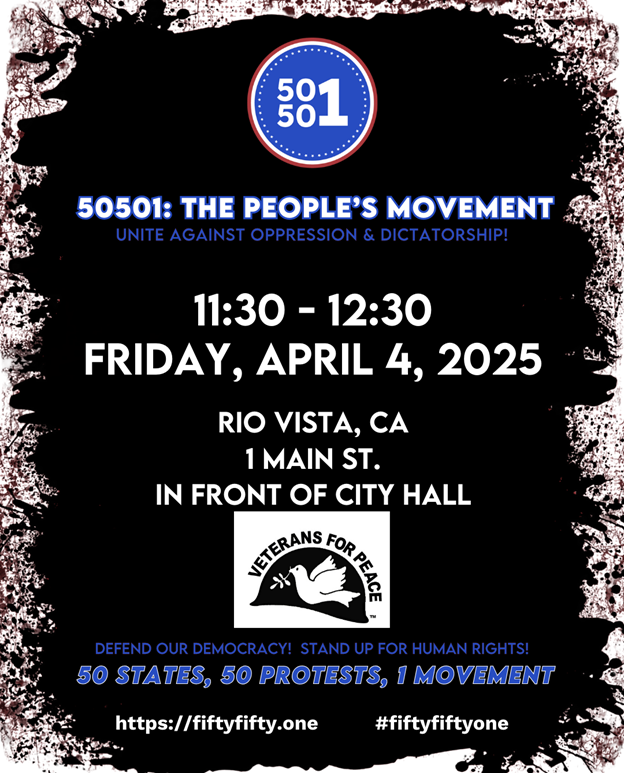 50
50
1
50501: THE PEOPLE'S MOVEMENT
UNITE AGAINST OPPRESSION & DICTATORSHIP!
11:30 - 12:30
FRIDAY, APRIL 4, 2025
RIO VISTA, CA
1 MAIN ST.
IN FRONT OF CITY HALL
VETERANS FOR PEACE
TM
DEFEND OUR DEMOCRACY! STAND UP FOR HUMAN RIGHTS!
50 STATES, 50 PROTESTS, 1 MOVEMENT
https://fiftyfifty.one #fiftyfiftyone